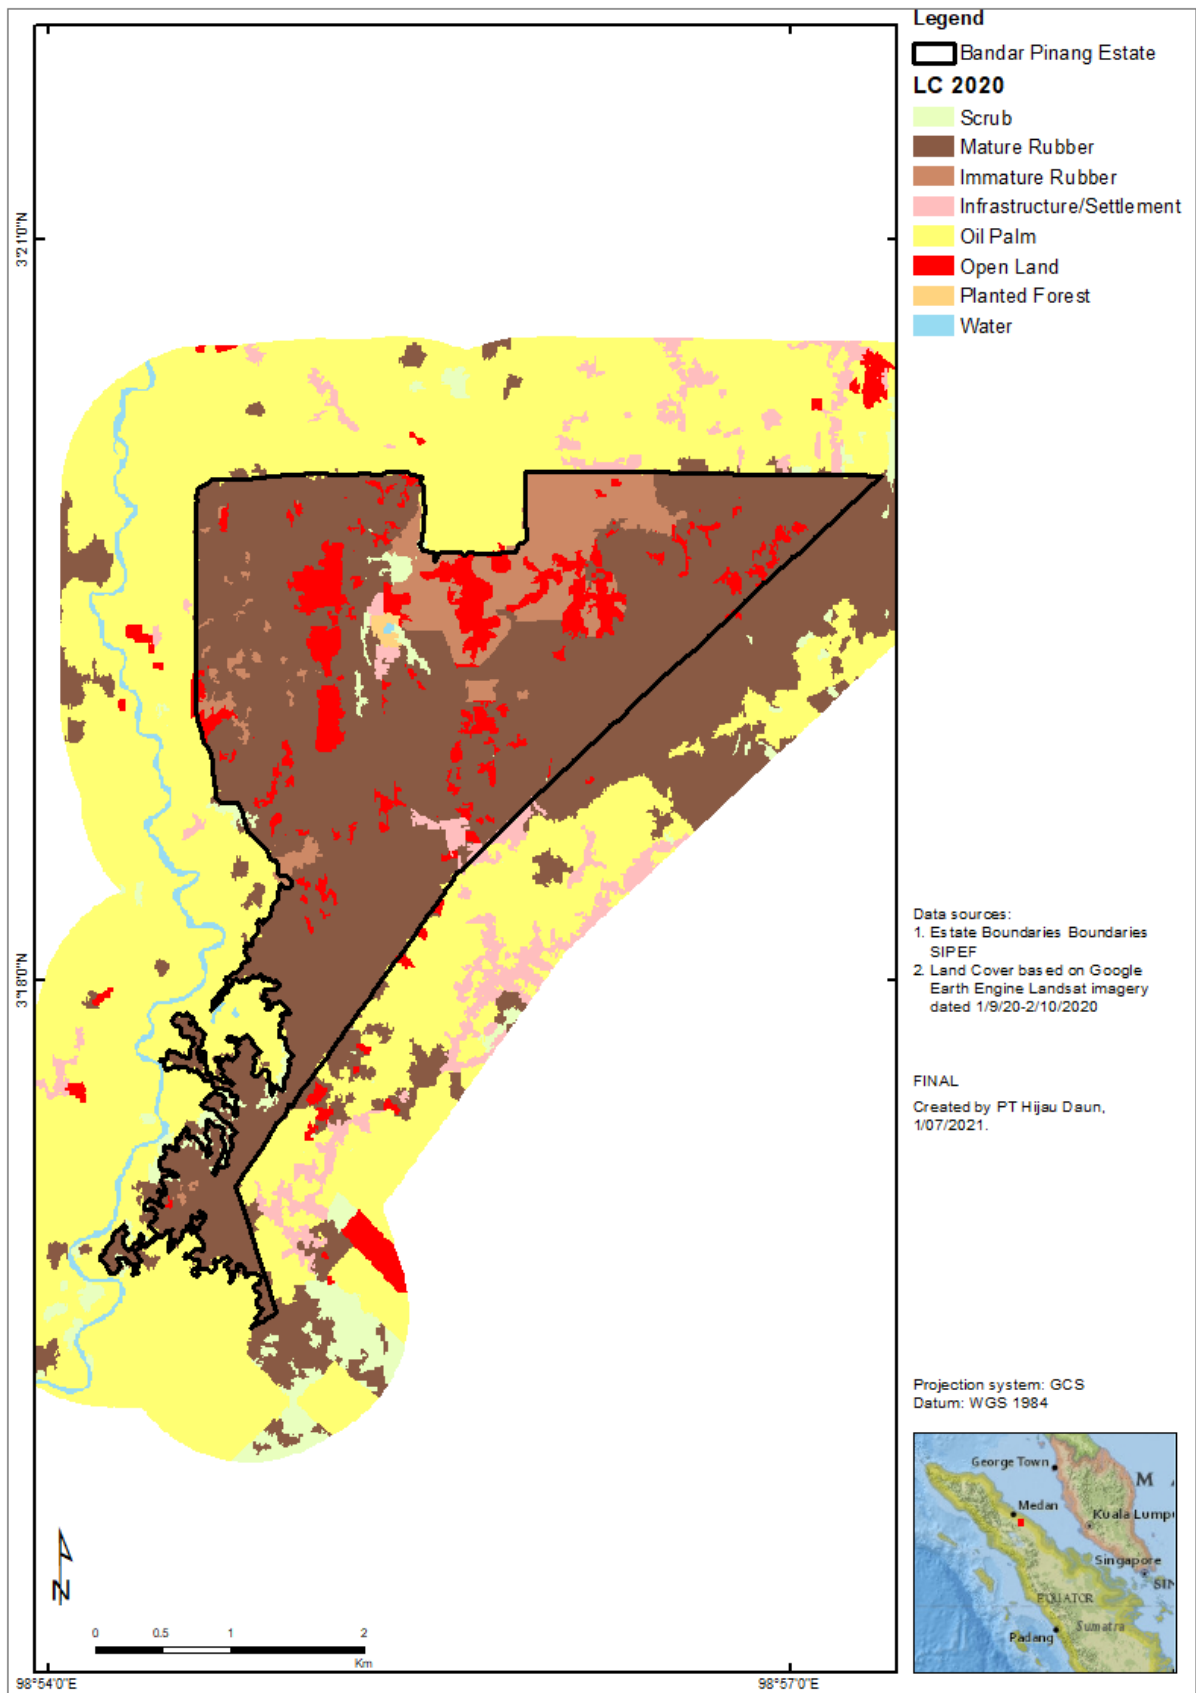 Legend
Bandar Pinang Estate
LC 2020
Scrub
Mature Rubber
Immature Rubber
Infrastructure/Settlement
Oil Palm
Open Land
Planted Forest
Water
3°21'0"N
3°18'0"N
Data sources:
1. Estate Boundaries Boundaries
SIPEF
2. Land Cover based on Google
Earth Engine Landsat imagery
dated 1/9/20-2/10/2020
FINAL
Created by PT Hijau Daun,
1/07/2021.
Projection system: GCS
Datum: WGS 1984
George Town
M
Medan
Kuala Lump
Singapore
SIN
EQUATOR
Sumatra
Padang
N
0 0.5 1 2
Km
98°54'0"E 98°57'0"E